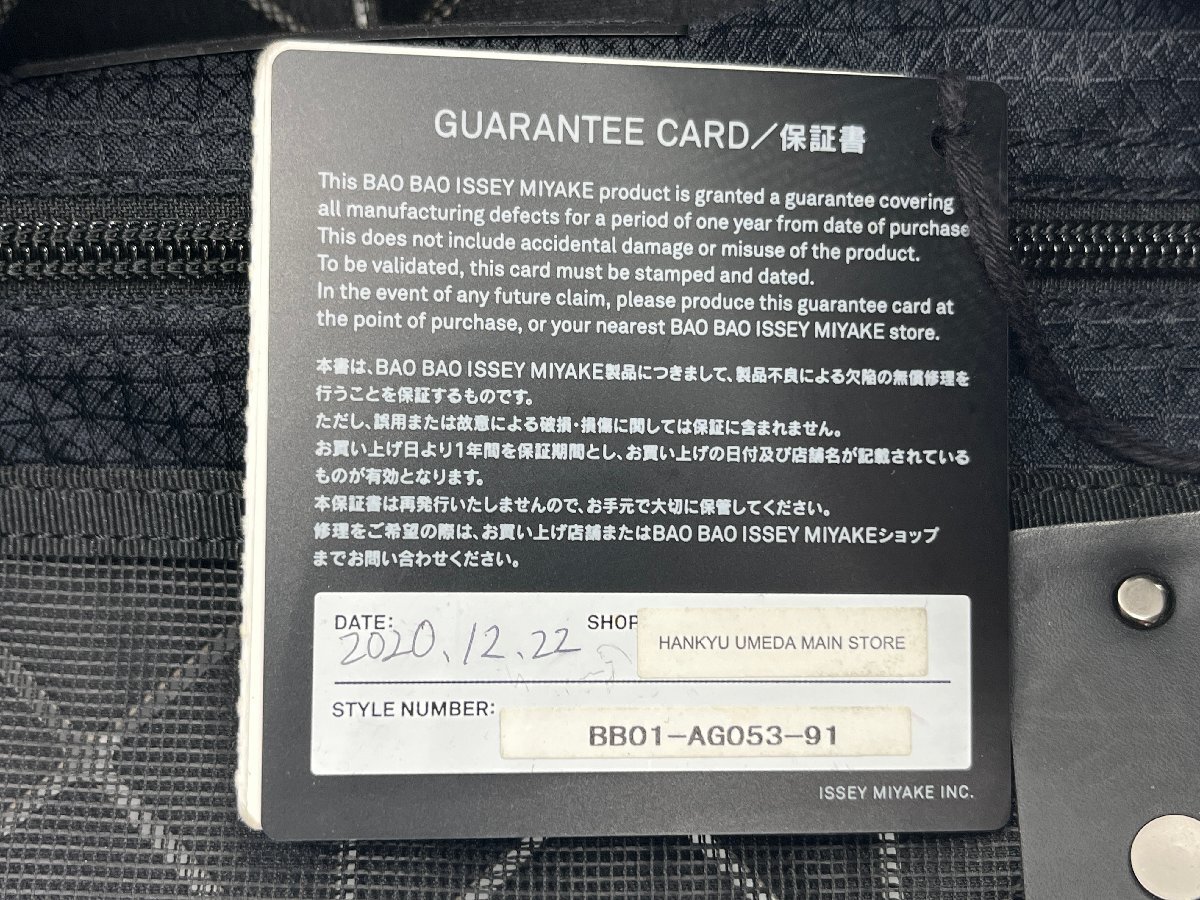 GUARANTEE CARD/保証書
This BAO BAO ISSEY MIYAKE product is granted a guarantee covering
all manufacturing defects for a period of one year from date of purchase
This does not include accidental damage or misuse of the product.
To be validated, this card must be stamped and dated.
In the event of any future claim, please produce this guarantee card at
the point of purchase, or your nearest BAO BAO ISSEY MIYAKE store.
本書は、BAO BAO ISSEY MIYAKE製品につきまして、製品不良による欠陥の無償修理を
行うことを保証するものです。
ただし、誤用または故意による破損・損傷に関しては保証に含まれません。
お買い上げ日より1年間を保証期間とし、お買い上げの日付及び店舗名が記載されている
ものが有効となります。
本保証書は再発行いたしませんので、お手元で大切に保管してください。
修理をご希望の際は、お買い上げ店舗またはBAO BAO ISSEY MIYAKEショップ
までお問い合わせください。
DATE: 2020.12.22 SHOP HANKYU UMEDA MAIN STORE
STYLE NUMBER: BB01-AG053-91
ISSEY MIYAKE INC.